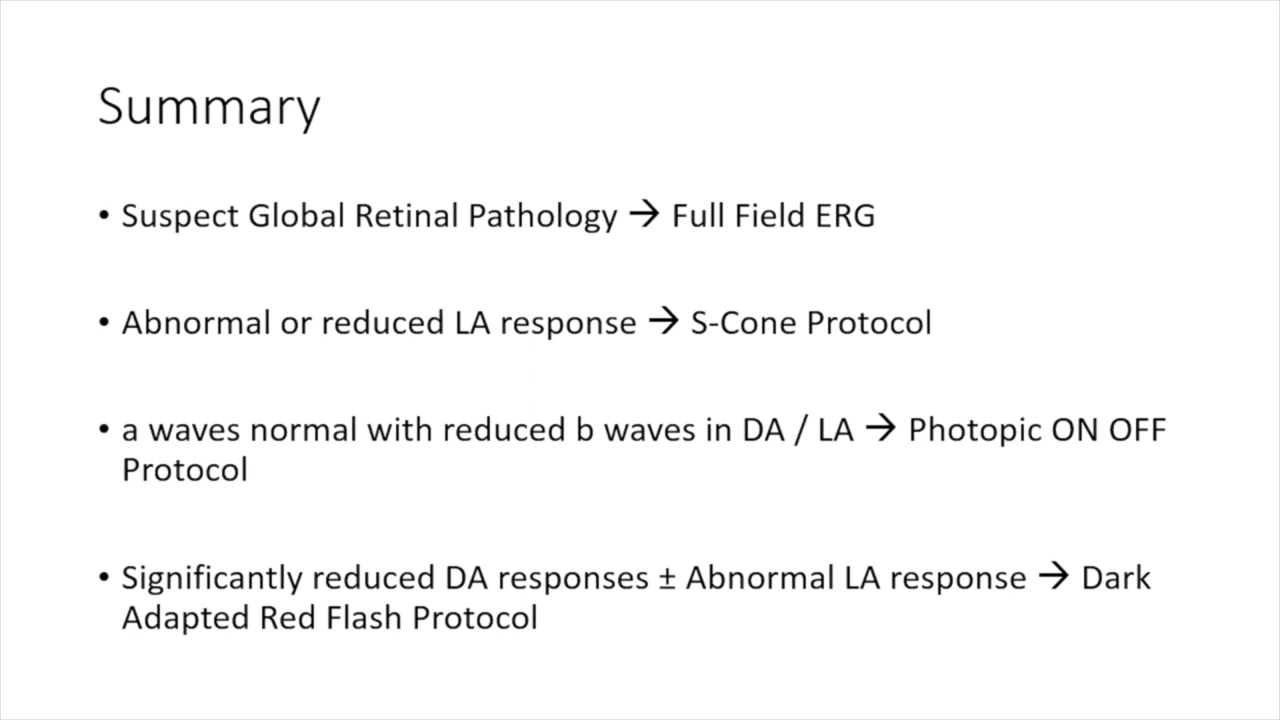 Summary
• Suspect Global Retinal Pathology → Full Field ERG
• Abnormal or reduced LA response → S-Cone Protocol
• a waves normal with reduced b waves in DA / LA → Photopic ON OFF
Protocol
• Significantly reduced DA responses ± Abnormal LA response → Dark
Adapted Red Flash Protocol